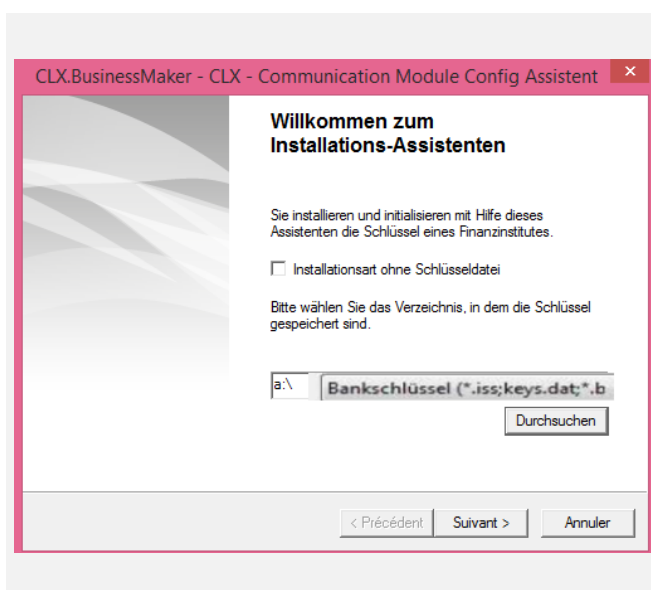 CLX.BusinessMaker - CLX - Communication Module Config Assistent
Willkommen zum
Installations-Assistenten
Sie installieren und initialisieren mit Hilfe dieses
Assistenten die Schlüssel eines Finanzinstitutes.
Installationsart ohne Schlüsseldatei
Bitte wählen Sie das Verzeichnis, in dem die Schlüssel
gespeichert sind.
a:\ Bankschlüssel (*.iss;keys.dat;*.b
Durchsuchen
< Précédent Suivant > Annuler